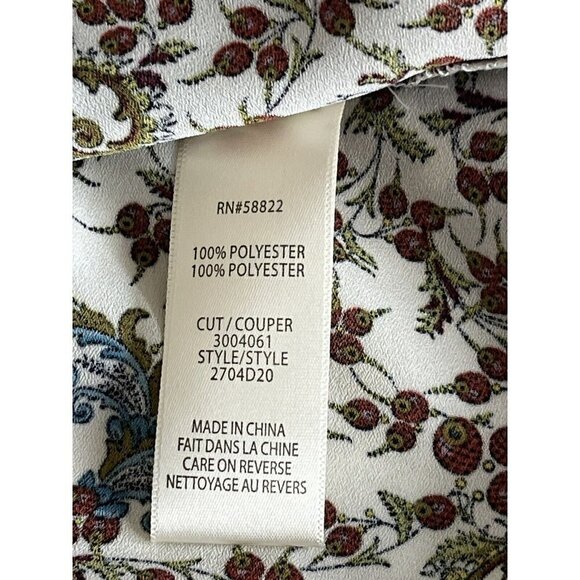 RN#58822
100% POLYESTER
100% POLYESTER
CUT / COUPER
3004061
STYLE/STYLE
2704D20
MADE IN CHINA
FAIT DANS LA CHINE
CARE ON REVERSE
NETTOYAGE AU REVERS